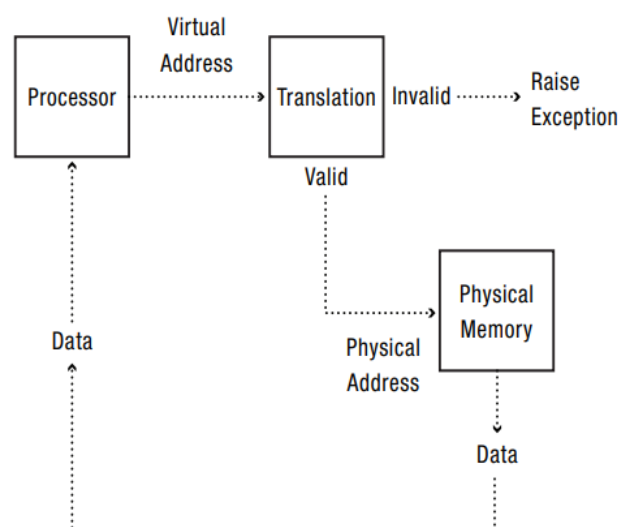 Virtual
Address
Processor
Translation
Invalid
Raise
Exception
Valid
Physical
Memory
Data
Physical
Address
Data